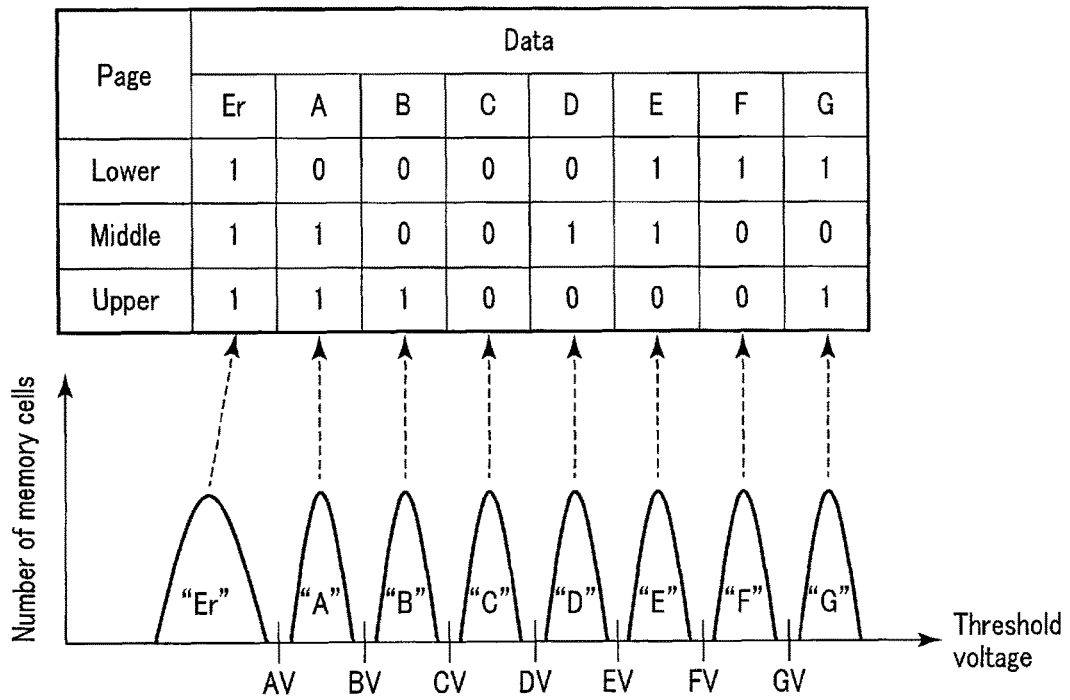 Page Data
Er A B C D E F G
Lower 1 0 0 0 0 1 1 1
Middle 1 1 0 0 1 1 0 0
Upper 1 1 1 0 0 0 0 1
Number of memory cells
“Er” “A” “B” “C” “D” “E” “F” “G”
AV BV CV DV EV FV GV
Threshold
voltage